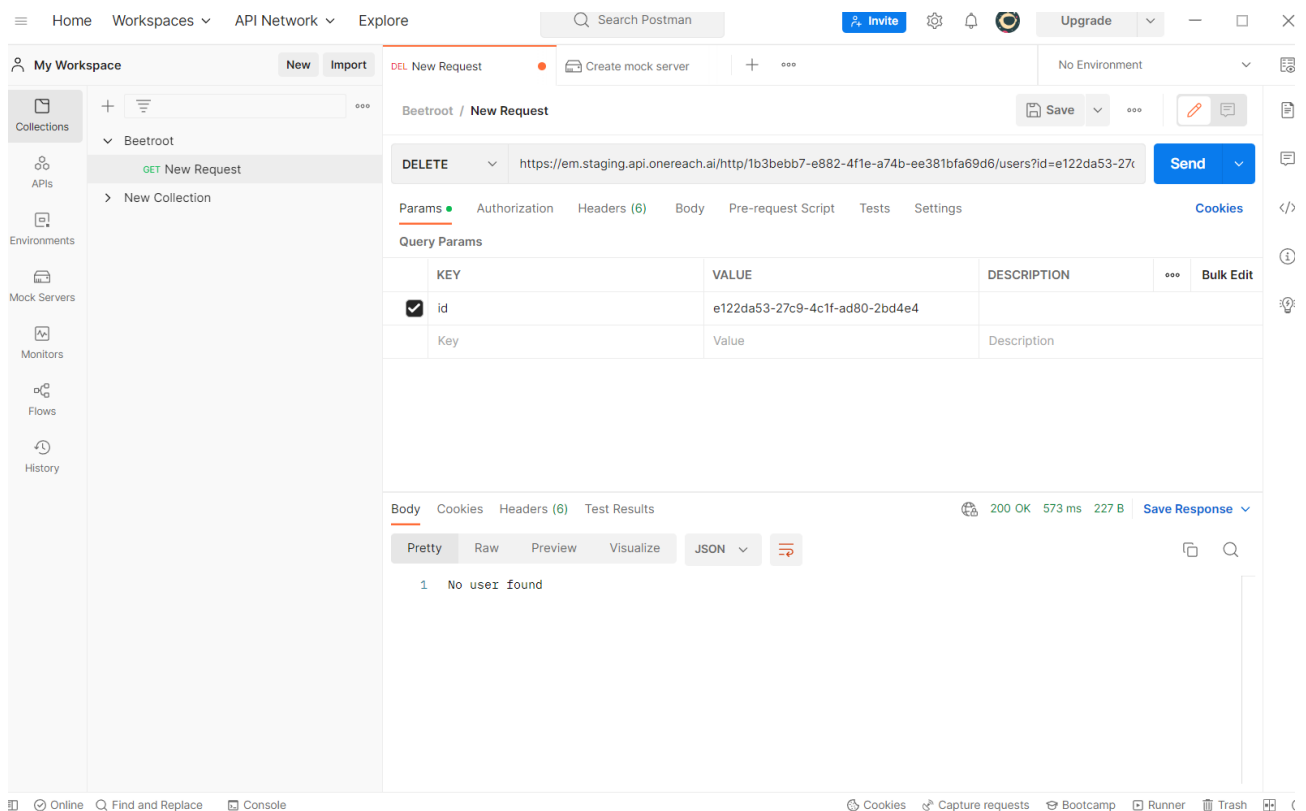 Home Workspaces API Network Explore Search Postman Invite Upgrade
My Workspace New Import DEL New Request Create mock server No Environment
Collections
APIs
Environments
Mock Servers
Monitors
Flows
History
Beetroot
GET New Request
New Collection
Beetroot / New Request Save
DELETE https://em.staging.api.onereach.ai/http/1b3bebb7-e882-4f1e-a74b-ee381bfa69d6/users?id=e122da53-27c Send
Params Authorization Headers (6) Body Pre-request Script Tests Settings Cookies
Query Params
KEY VALUE DESCRIPTION Bulk Edit
id e122da53-27c9-4c1f-ad80-2bd4e4
Key Value Description
Body Cookies Headers (6) Test Results 200 OK 573 ms 227 B Save Response
Pretty Raw Preview Visualize JSON
1 No user found
Online Find and Replace Console Cookies Capture requests Bootcamp Runner Trash